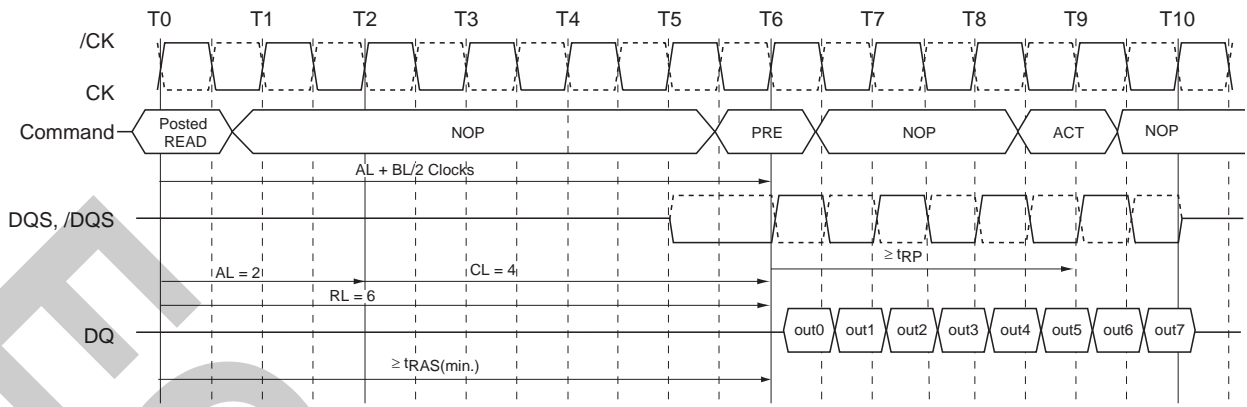 T0 T1 T2 T3 T4 T5 T6 T7 T8 T9 T10
/CK
CK
Command
Posted READ
NOP
PRE
NOP
ACT
NOP
AL + BL/2 Clocks
DQS, /DQS
≥ tRP
AL = 2
CL = 4
RL = 6
DQ
out0 out1 out2 out3 out4 out5 out6 out7
≥ tRAS(min.)